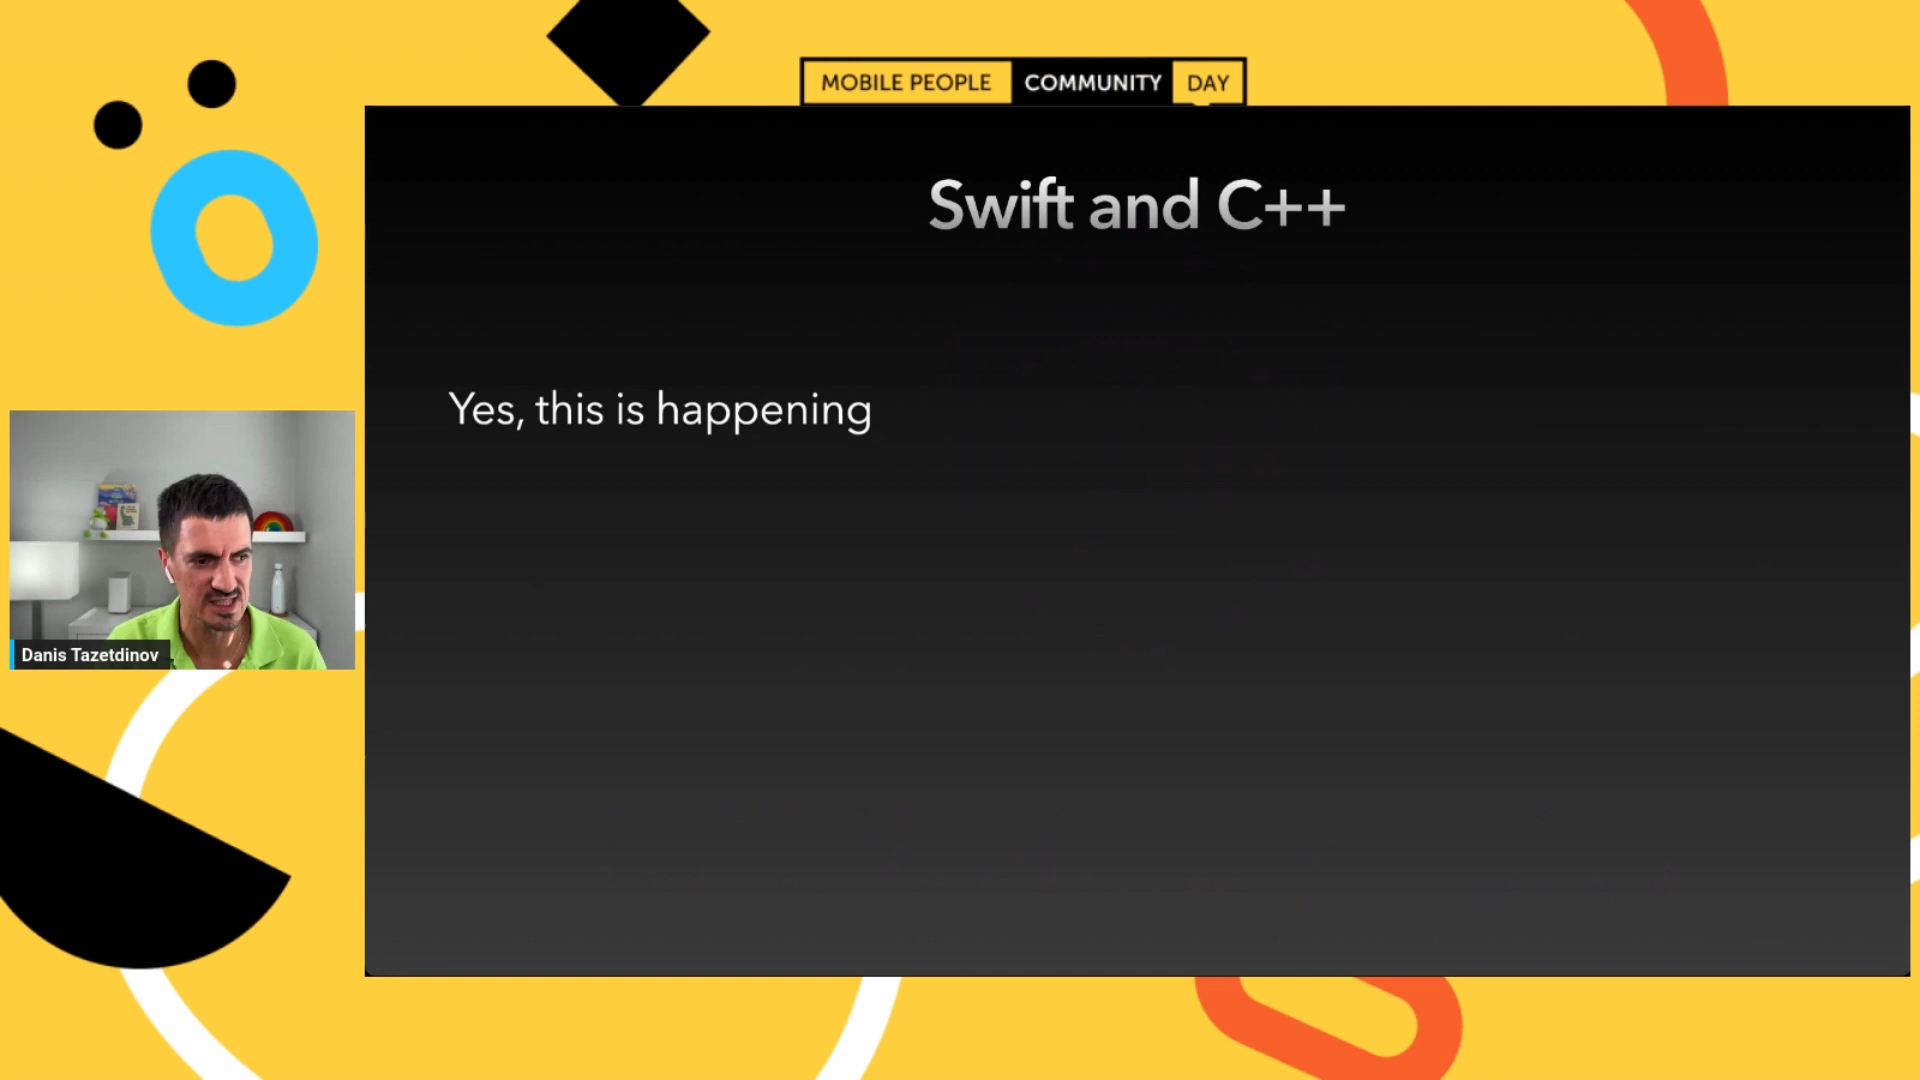 MOBILE PEOPLE COMMUNITY DAY
Swift and C++
Yes, this is happening
Danis Tazetdinov